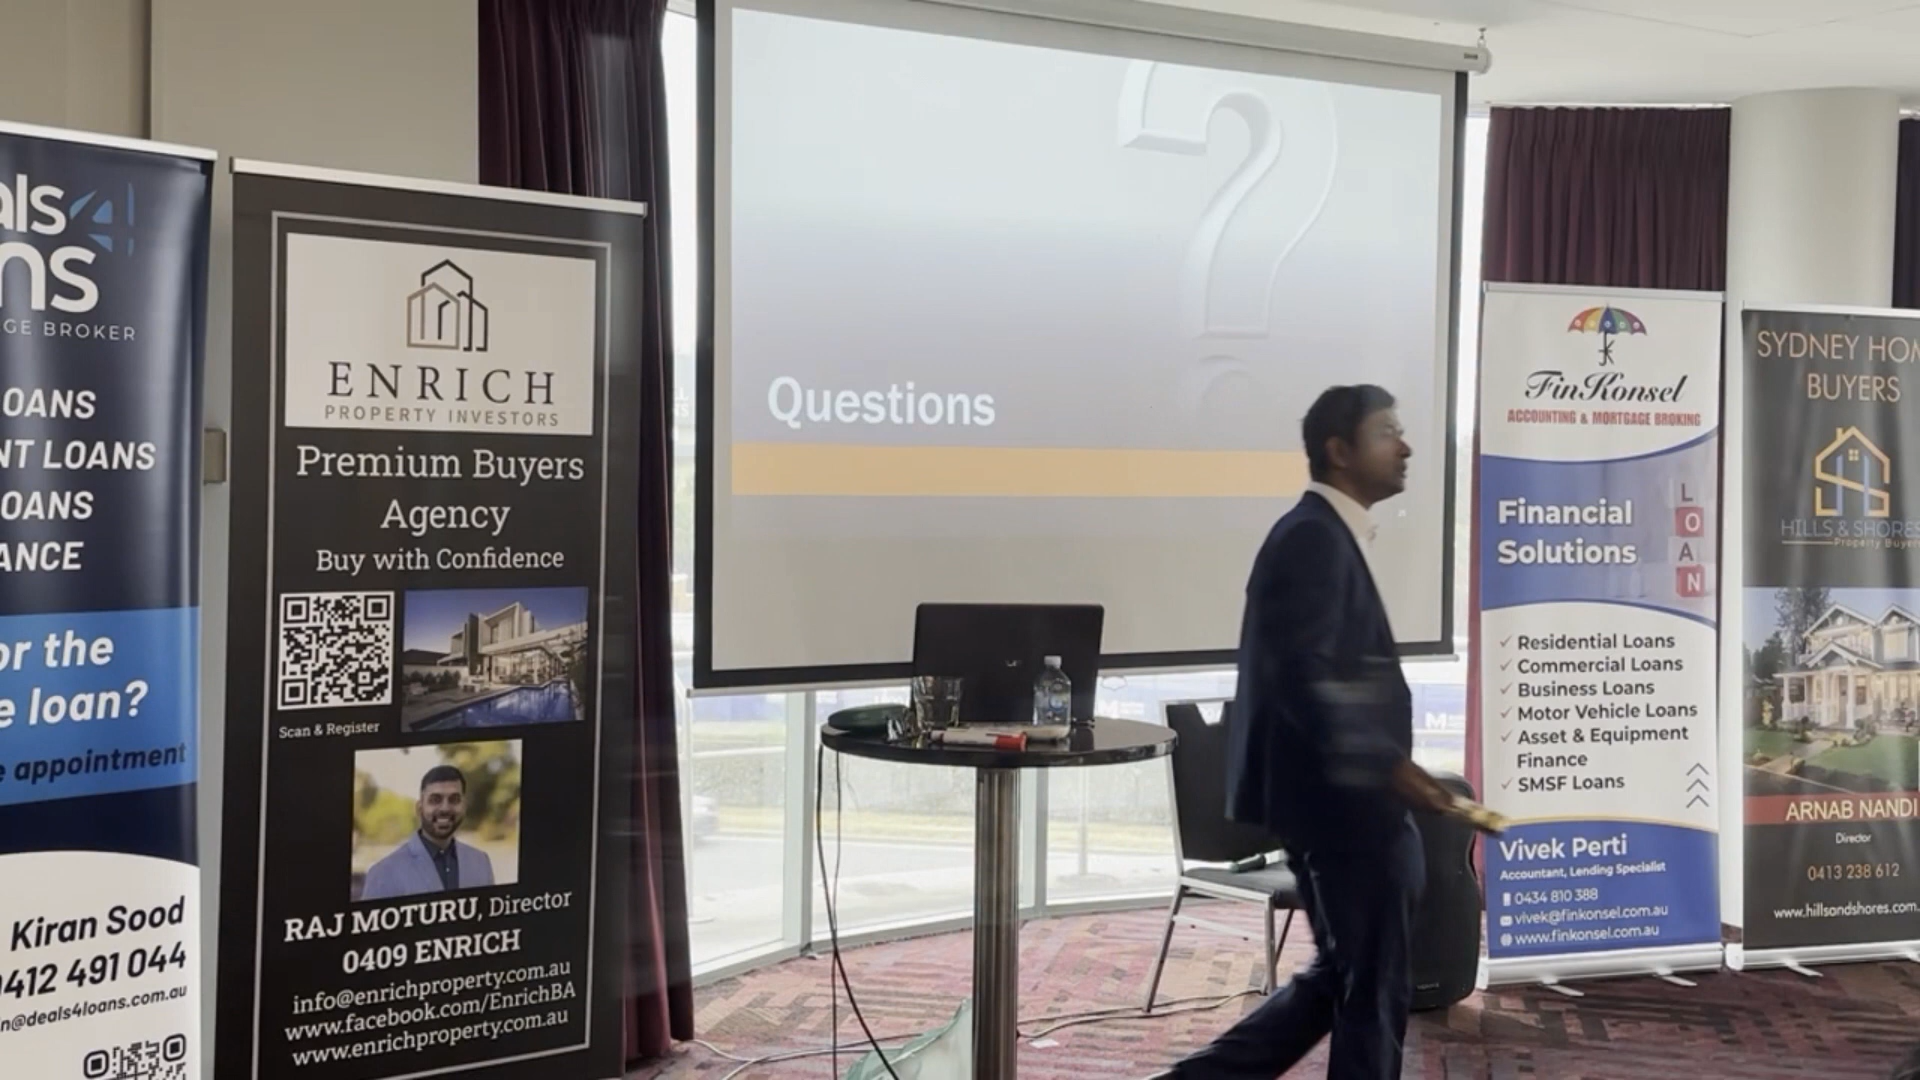 als4
ns
GE BROKER
OANS
NT LOANS
OANS
ANCE
or the
e loan?
e appointment
Kiran Sood
0412 491 044
n@deals4loans.com.au
ENRICH
PROPERTY INVESTORS
Premium Buyers
Agency
Buy with Confidence
Scan & Register
RAJ MOTURU, Director
0409 ENRICH
info@enrichproperty.com.au
www.facebook.com/EnrichBA
www.enrichproperty.com.au
Questions
FinKonsel
ACCOUNTING & MORTGAGE BROKING
Financial
Solutions
LOAN
✓ Residential Loans
✓ Commercial Loans
✓ Business Loans
✓ Motor Vehicle Loans
✓ Asset & Equipment
Finance
✓ SMSF Loans
Vivek Perti
Accountant, Lending Specialist
0434 810 388
vivek@finkonsel.com.au
www.finkonsel.com.au
SYDNEY HOM
BUYERS
HILLS & SHORES
Property Buyer
ARNAB NANDI
Director
0413 238 612
www.hillsandshores.com.